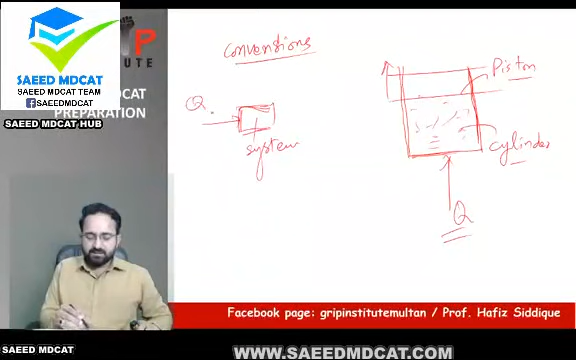 SAEED MDCAT
SAEED MDCAT TEAM
SAEEDMDCAT
SAEED MDCAT HUB
P
TUTE
MDCAT
PREPARATION
conventions
Q
system
Piston
cylinder
Q
Facebook page: gripinstitutemultan / Prof. Hafiz Siddique
SAEED MDCAT
WWW.SAEEDMDCAT.COM